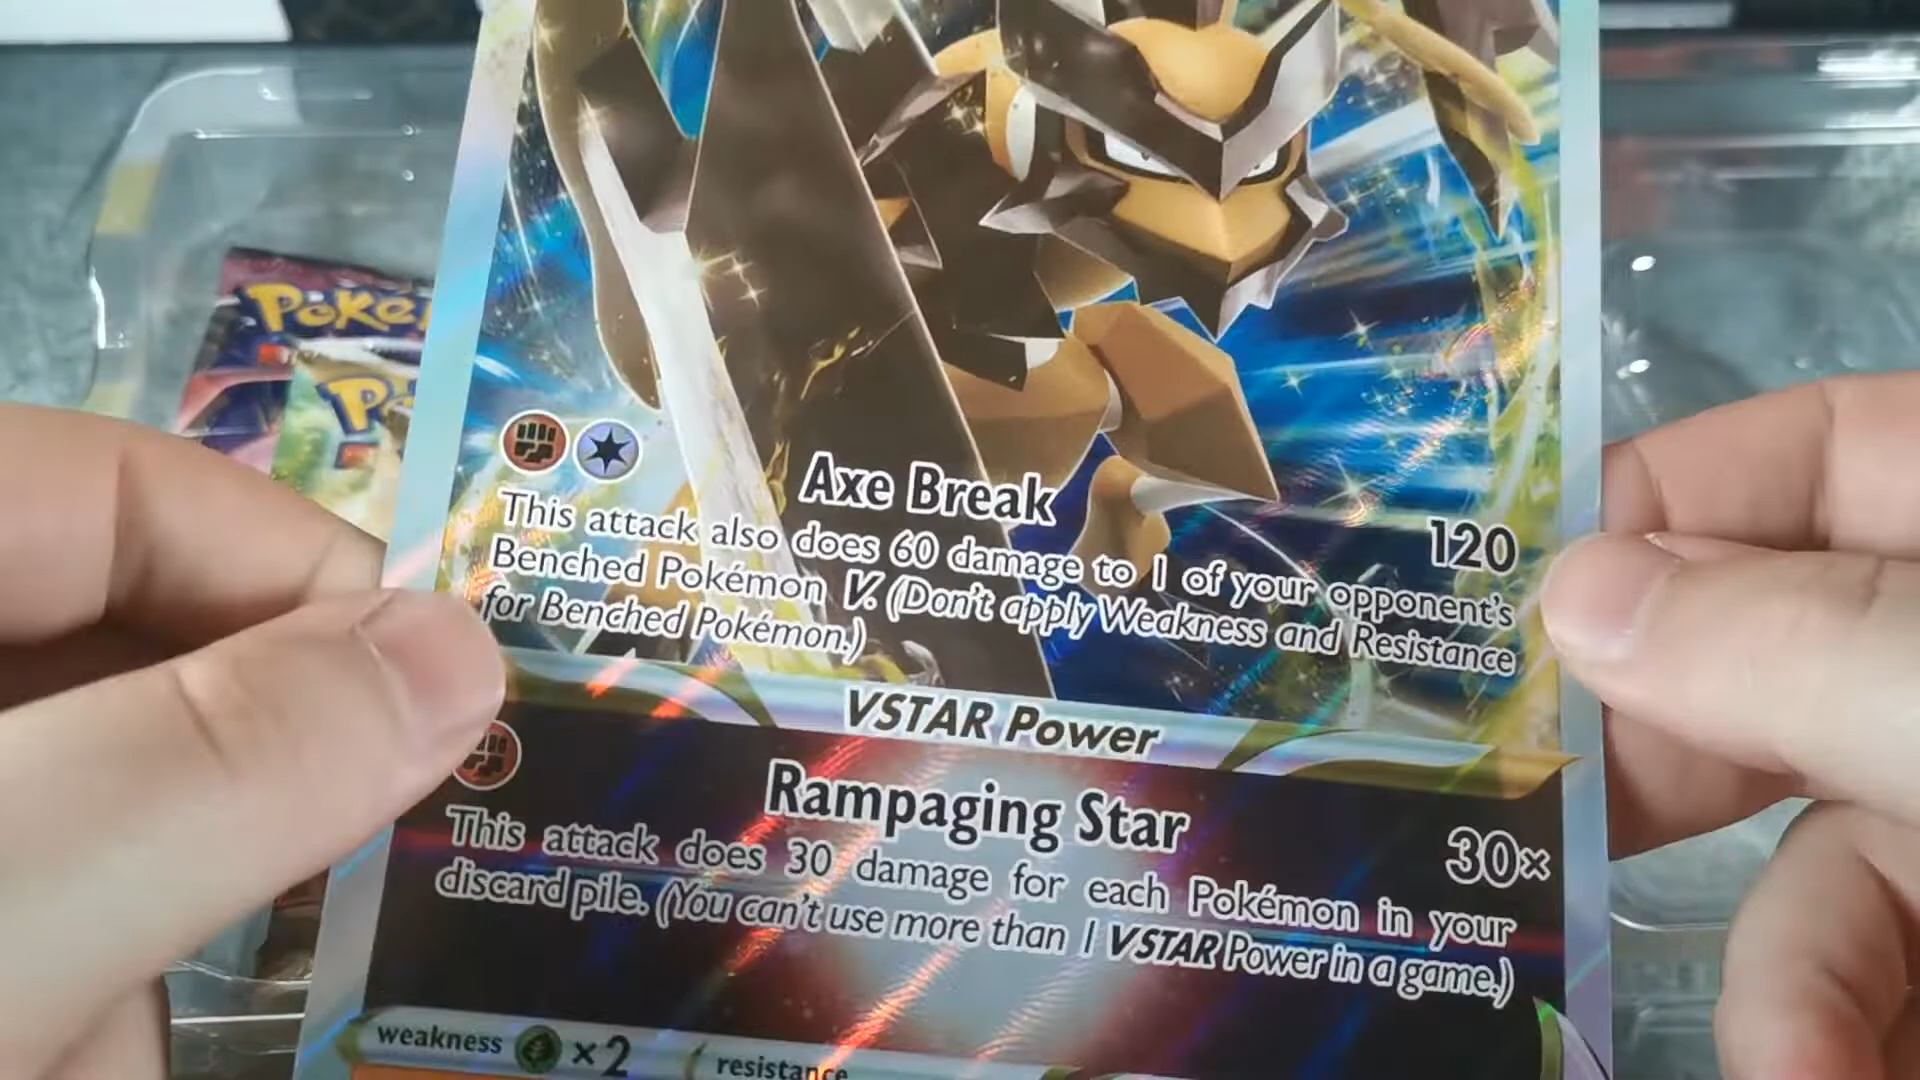 Poké
P
Axe Break
120
This attack also does 60 damage to 1 of your opponent's
Benched Pokémon V. (Don't apply Weakness and Resistance
for Benched Pokémon.)
VSTAR Power
Rampaging Star
30×
This attack does 30 damage for each Pokémon in your
discard pile. (You can't use more than 1 VSTAR Power in a game.)
weakness ×2
resistance